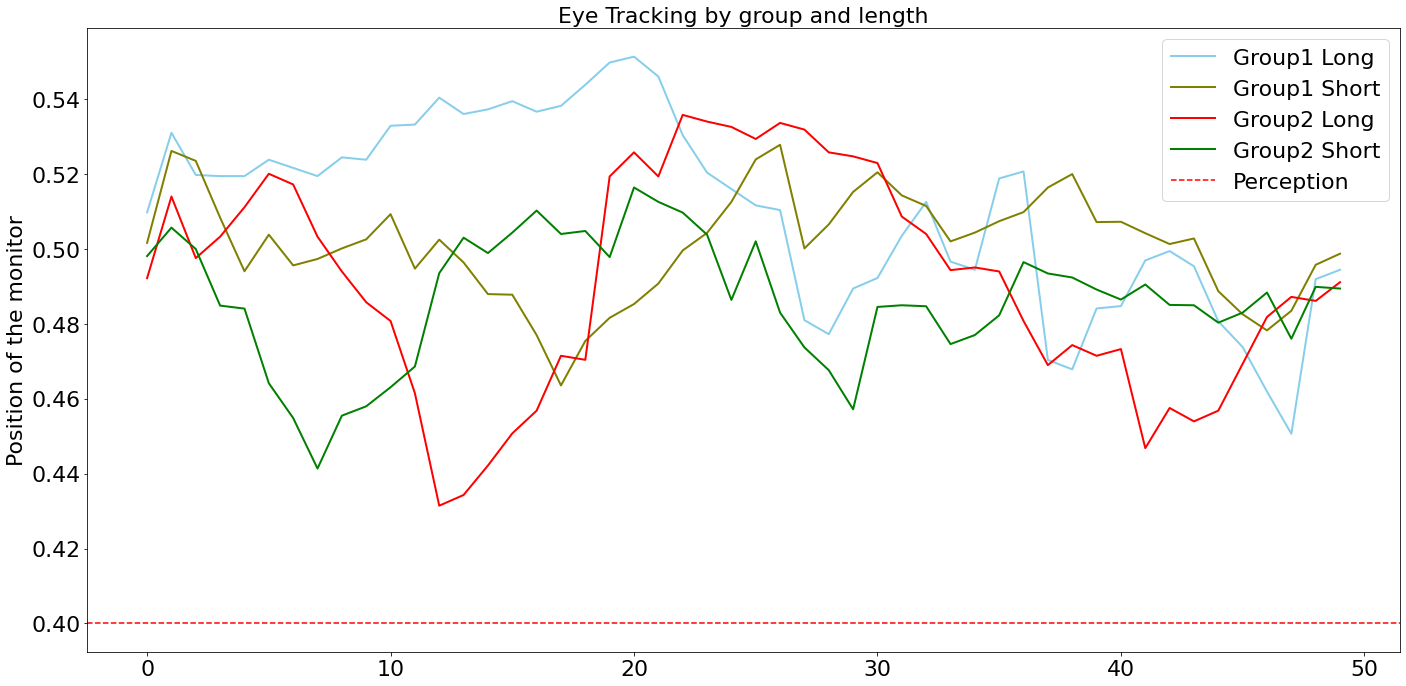 Eye Tracking by group and length
Position of the monitor
0.54
0.52
0.50
0.48
0.46
0.44
0.42
0.40
0
10
20
30
40
50
Group1 Long
Group1 Short
Group2 Long
Group2 Short
Perception